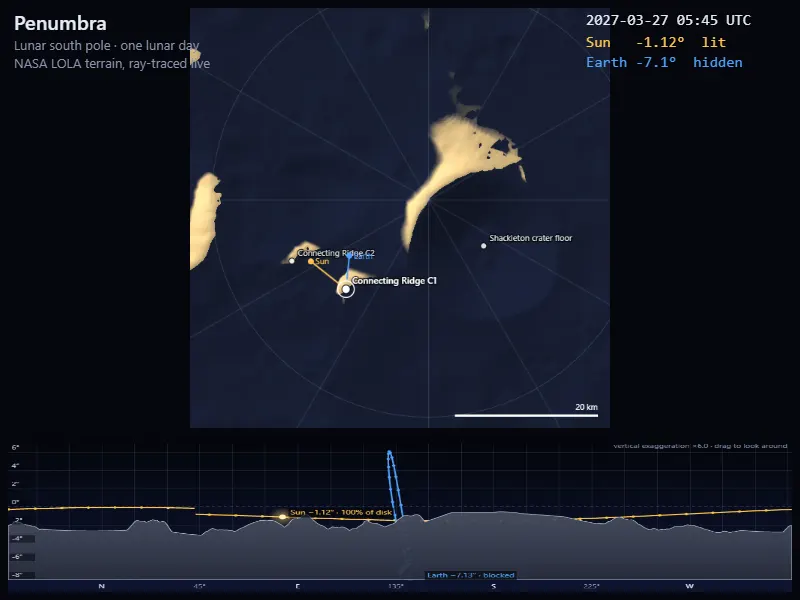 Penumbra
Lunar south pole · one lunar day
NASA LOLA terrain, ray-traced live
2027-03-27 05:45 UTC
Sun -1.12° lit
Earth -7.1° hidden
Shackleton crater floor
Connecting Ridge C2
Sun
Earth
Connecting Ridge C1
20 km
vertical exaggeration ×6.0 · drag to look around
6°
4°
2°
0°
-2°
-4°
-6°
-8°
Sun −1.12° · 100% of disk
Earth −7.13° · blocked
N
45°
E
135°
S
225°
W